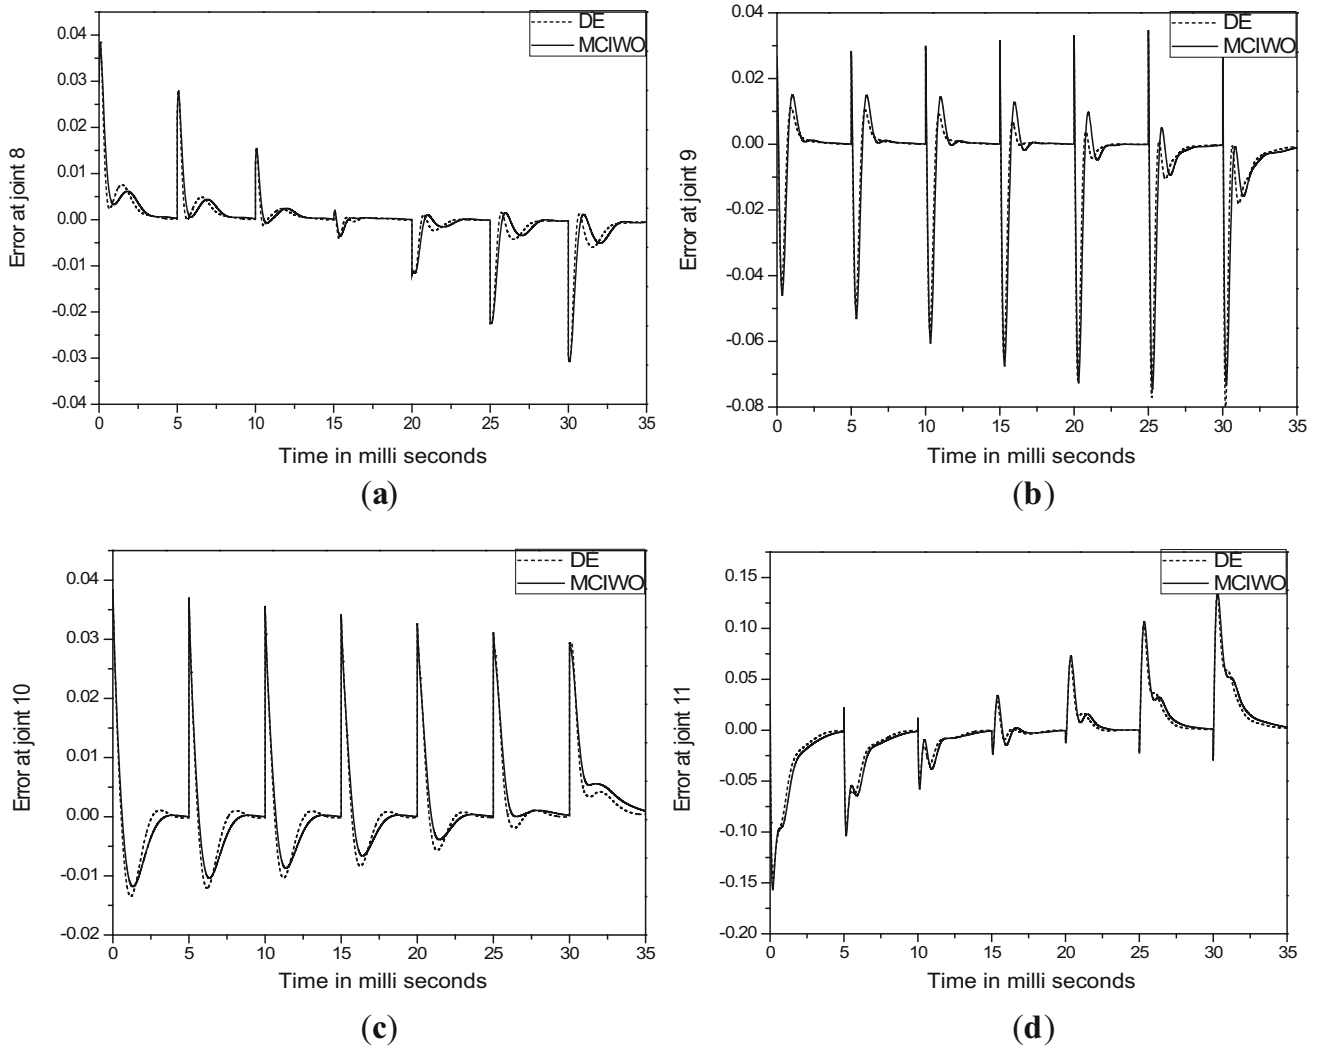 DE
MCIWO
0.04
0.03
0.02
0.01
0.00
-0.01
-0.02
-0.03
-0.04
Error at joint 8
0 5 10 15 20 25 30 35
Time in milli seconds
(a)
DE
MCIWO
0.04
0.02
0.00
-0.02
-0.04
-0.06
-0.08
Error at joint 9
0 5 10 15 20 25 30 35
Time in milli seconds
(b)
DE
MCIWO
0.04
0.03
0.02
0.01
0.00
-0.01
-0.02
Error at joint 10
0 5 10 15 20 25 30 35
Time in milli seconds
(c)
DE
MCIWO
0.15
0.10
0.05
0.00
-0.05
-0.10
-0.15
-0.20
Error at joint 11
0 5 10 15 20 25 30 35
Time in milli seconds
(d)